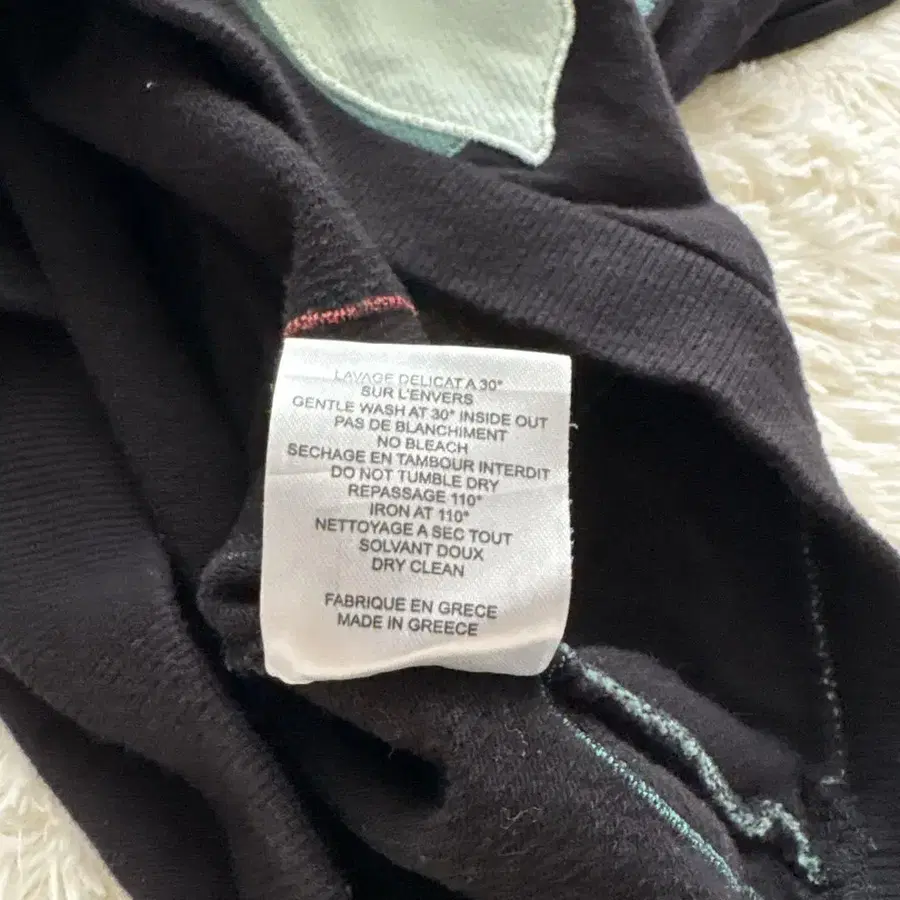 LAVAGE DELICAT A 30°
SUR L'ENVERS
GENTLE WASH AT 30° INSIDE OUT
PAS DE BLANCHIMENT
NO BLEACH
SECHAGE EN TAMBOUR INTERDIT
DO NOT TUMBLE DRY
REPASSAGE 110°
IRON AT 110°
NETTOYAGE A SEC TOUT
SOLVANT DOUX
DRY CLEAN
FABRIQUE EN GRECE
MADE IN GREECE